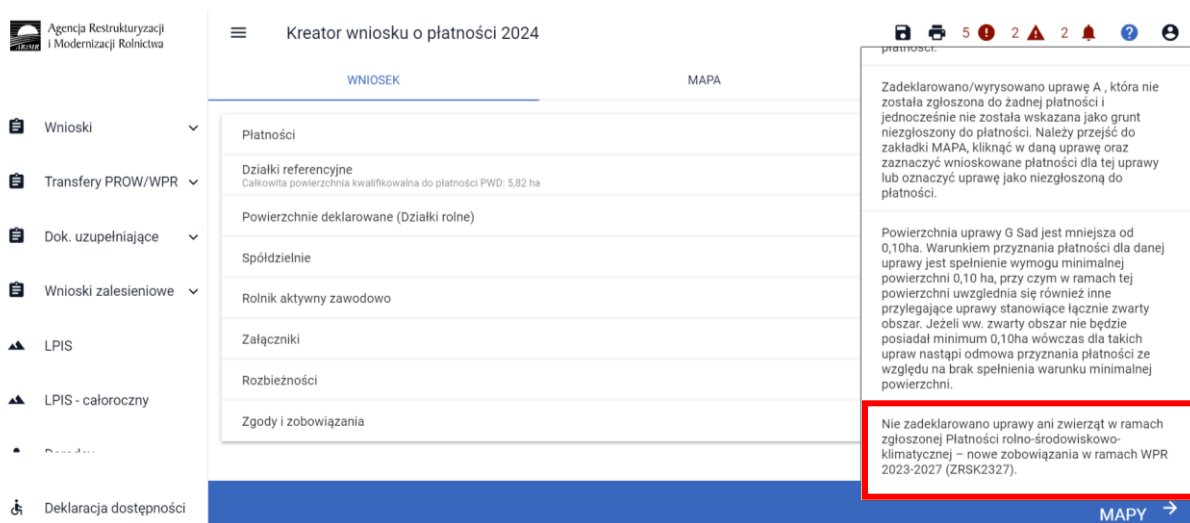 Agencja Restrukturyzacji
i Modernizacji Rolnictwa
ARiMR
Kreator wniosku o płatności 2024
5 2 2
WNIOSEK
MAPA
Wnioski
Transfery PROW/WPR
Dok. uzupełniające
Wnioski zalesieniowe
LPIS
LPIS - całoroczny
Deklaracja dostępności
Płatności
Działki referencyjne
Całkowita powierzchnia kwalifikowalna do płatności PWD: 5,82 ha
Powierzchnie deklarowane (Działki rolne)
Spółdzielnie
Rolnik aktywny zawodowo
Załączniki
Rozbieżności
Zgody i zobowiązania
płatności.
Zadeklarowano/wyrysowano uprawę A , która nie
została zgłoszona do żadnej płatności i
jednocześnie nie została wskazana jako grunt
niezgłoszony do płatności. Należy przejść do
zakładki MAPA, kliknąć w daną uprawę oraz
zaznaczyć wnioskowane płatności dla tej uprawy
lub oznaczyć uprawę jako niezgłoszoną do
płatności.
Powierzchnia uprawy G Sad jest mniejsza od
0,10ha. Warunkiem przyznania płatności dla danej
uprawy jest spełnienie wymogu minimalnej
powierzchni 0,10 ha, przy czym w ramach tej
powierzchni uwzglednia się również inne
przylegające uprawy stanowiące łącznie zwarty
obszar. Jeżeli ww. zwarty obszar nie będzie
posiadał minimum 0,10ha wówczas dla takich
upraw nastąpi odmowa przyznania płatności ze
względu na brak spełnienia warunku minimalnej
powierzchni.
Nie zadeklarowano uprawy ani zwierząt w ramach
zgłoszonej Płatności rolno-środowiskowo-
klimatycznej – nowe zobowiązania w ramach WPR
2023-2027 (ZRSK2327).
MAPY